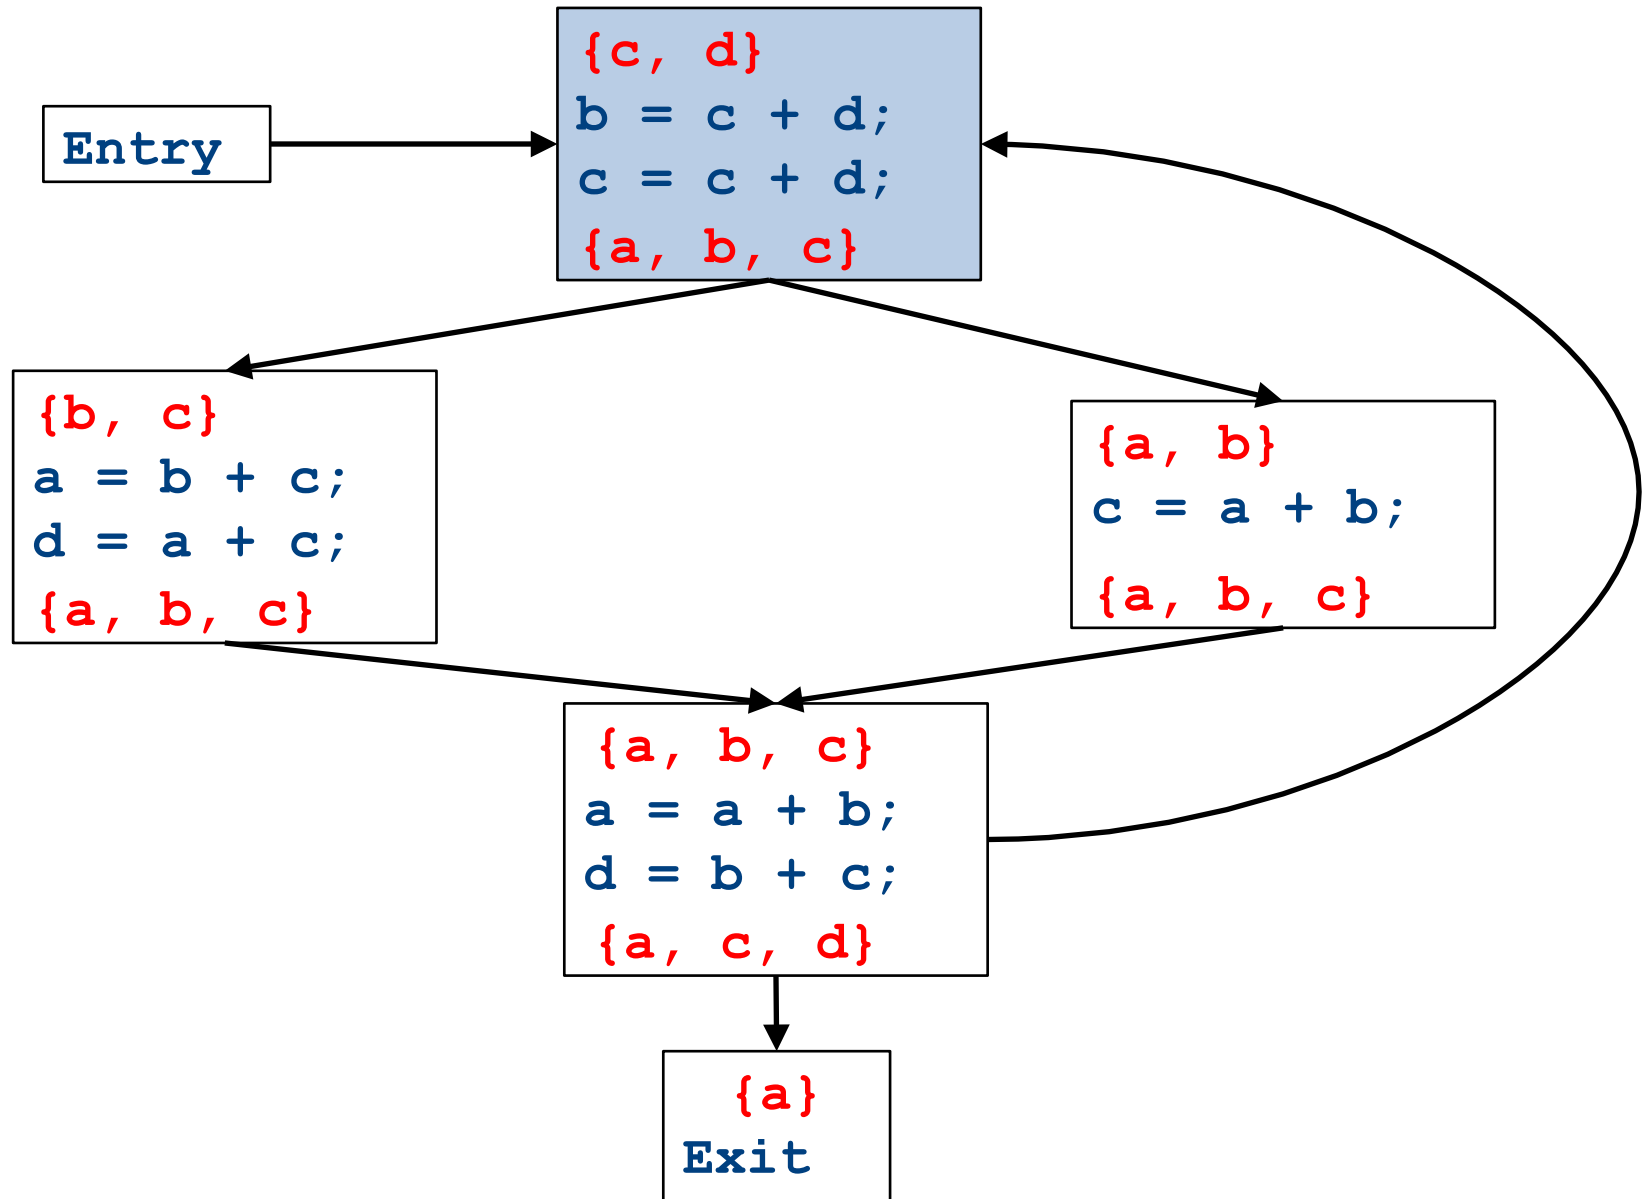 {c, d}
b = c + d;
c = c + d;
{a, b, c}
Entry
{b, c}
a = b + c;
d = a + c;
{a, b, c}
{a, b}
c = a + b;
{a, b, c}
{a, b, c}
a = a + b;
d = b + c;
{a, c, d}
{a}
Exit